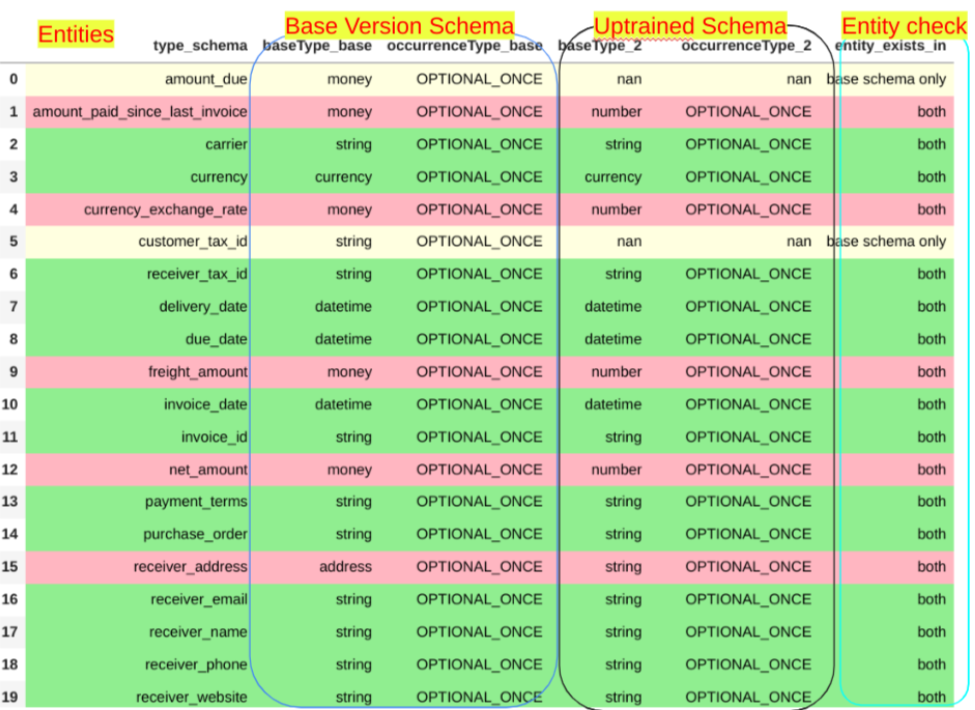 Entities Base Version Schema Uptrained Schema Entity check
type_schema baseType_base occurrenceType_base baseType_2 occurrenceType_2 entity_exists_in
0 amount_due money OPTIONAL_ONCE nan nan base schema only
1 amount_paid_since_last_invoice money OPTIONAL_ONCE number OPTIONAL_ONCE both
2 carrier string OPTIONAL_ONCE string OPTIONAL_ONCE both
3 currency currency OPTIONAL_ONCE currency OPTIONAL_ONCE both
4 currency_exchange_rate money OPTIONAL_ONCE number OPTIONAL_ONCE both
5 customer_tax_id string OPTIONAL_ONCE nan nan base schema only
6 receiver_tax_id string OPTIONAL_ONCE string OPTIONAL_ONCE both
7 delivery_date datetime OPTIONAL_ONCE datetime OPTIONAL_ONCE both
8 due_date datetime OPTIONAL_ONCE datetime OPTIONAL_ONCE both
9 freight_amount money OPTIONAL_ONCE number OPTIONAL_ONCE both
10 invoice_date datetime OPTIONAL_ONCE datetime OPTIONAL_ONCE both
11 invoice_id string OPTIONAL_ONCE string OPTIONAL_ONCE both
12 net_amount money OPTIONAL_ONCE number OPTIONAL_ONCE both
13 payment_terms string OPTIONAL_ONCE string OPTIONAL_ONCE both
14 purchase_order string OPTIONAL_ONCE string OPTIONAL_ONCE both
15 receiver_address address OPTIONAL_ONCE string OPTIONAL_ONCE both
16 receiver_email string OPTIONAL_ONCE string OPTIONAL_ONCE both
17 receiver_name string OPTIONAL_ONCE string OPTIONAL_ONCE both
18 receiver_phone string OPTIONAL_ONCE string OPTIONAL_ONCE both
19 receiver_website string OPTIONAL_ONCE string OPTIONAL_ONCE both